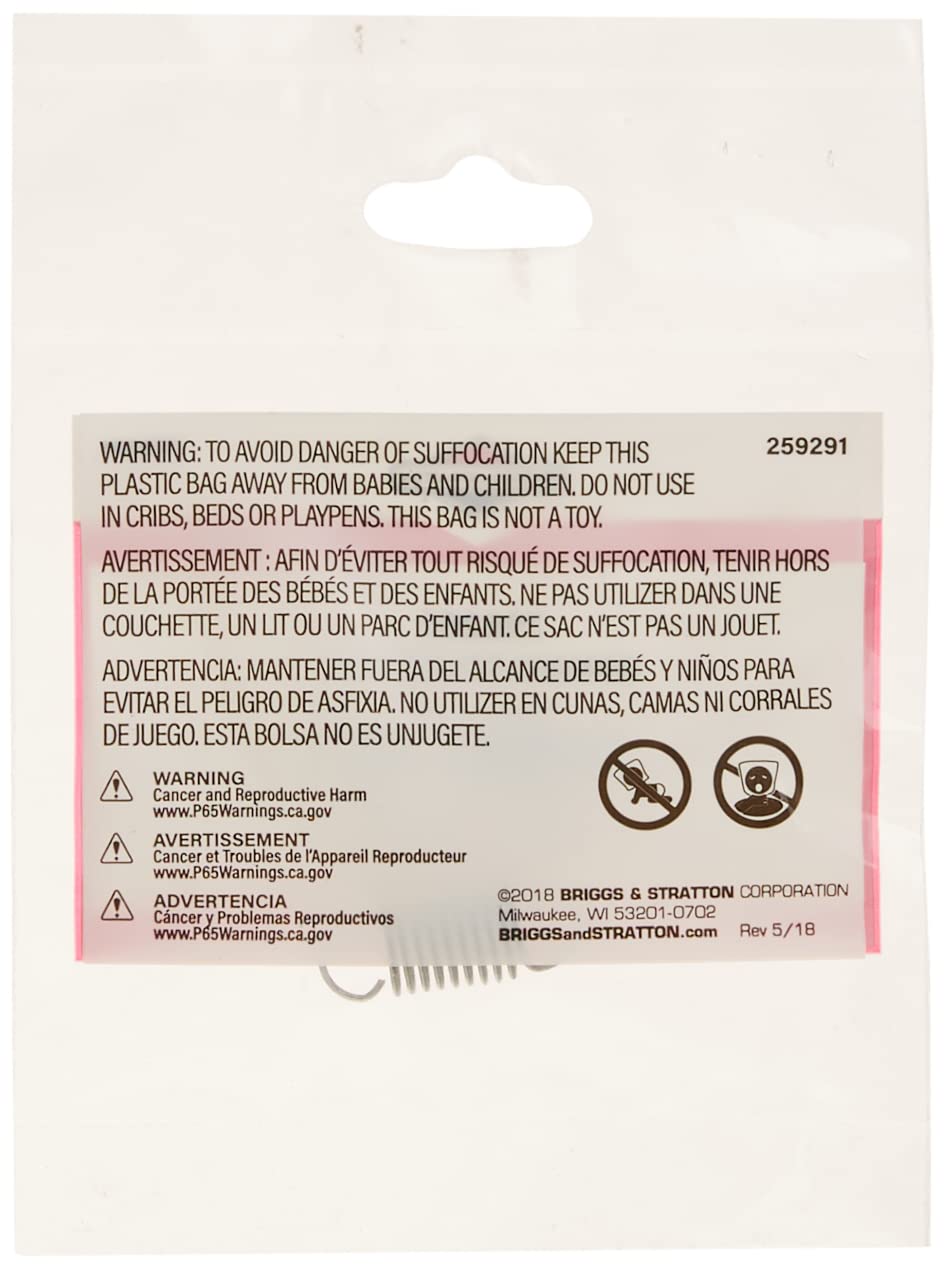 WARNING: TO AVOID DANGER OF SUFFOCATION KEEP THIS
PLASTIC BAG AWAY FROM BABIES AND CHILDREN. DO NOT USE
IN CRIBS, BEDS OR PLAYPENS. THIS BAG IS NOT A TOY.
259291
AVERTISSEMENT : AFIN D'ÉVITER TOUT RISQUÉ DE SUFFOCATION, TENIR HORS
DE LA PORTÉE DES BÉBÉS ET DES ENFANTS. NE PAS UTILIZER DANS UNE
COUCHETTE, UN LIT OU UN PARC D'ENFANT. CE SAC N'EST PAS UN JOUET.
ADVERTENCIA: MANTENER FUERA DEL ALCANCE DE BEBÉS Y NIÑOS PARA
EVITAR EL PELIGRO DE ASFIXIA. NO UTILIZER EN CUNAS, CAMAS NI CORRALES
DE JUEGO. ESTA BOLSA NO ES UNJUGETE.
WARNING
Cancer and Reproductive Harm
www.P65Warnings.ca.gov
AVERTISSEMENT
Cancer et Troubles de l'Appareil Reproducteur
www.P65Warnings.ca.gov
ADVERTENCIA
Cáncer y Problemas Reproductivos
www.P65Warnings.ca.gov
©2018 BRIGGS & STRATTON CORPORATION
Milwaukee, WI 53201-0702
BRIGGSandSTRATTON.com Rev 5/18